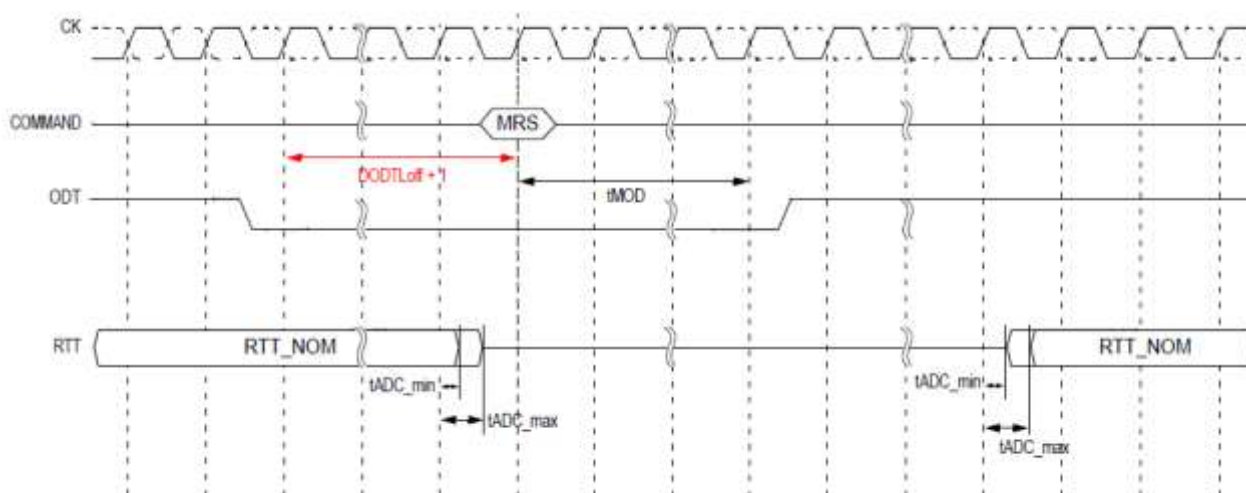 CK
COMMAND
MRS
DODTLoff + 1
tMOD
ODT
RTT
RTT_NOM
RTT_NOM
tADC_min
tADC_min
tADC_max
tADC_max